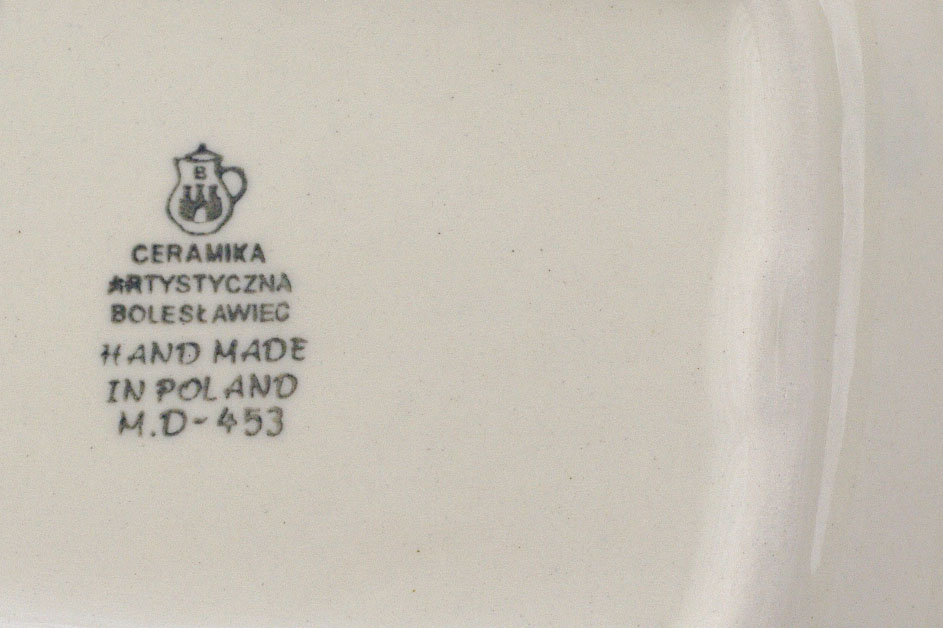 B
CERAMIKA
ARTYSTYCZNA
BOLESŁAWIEC
HAND MADE
IN POLAND
M.D-453